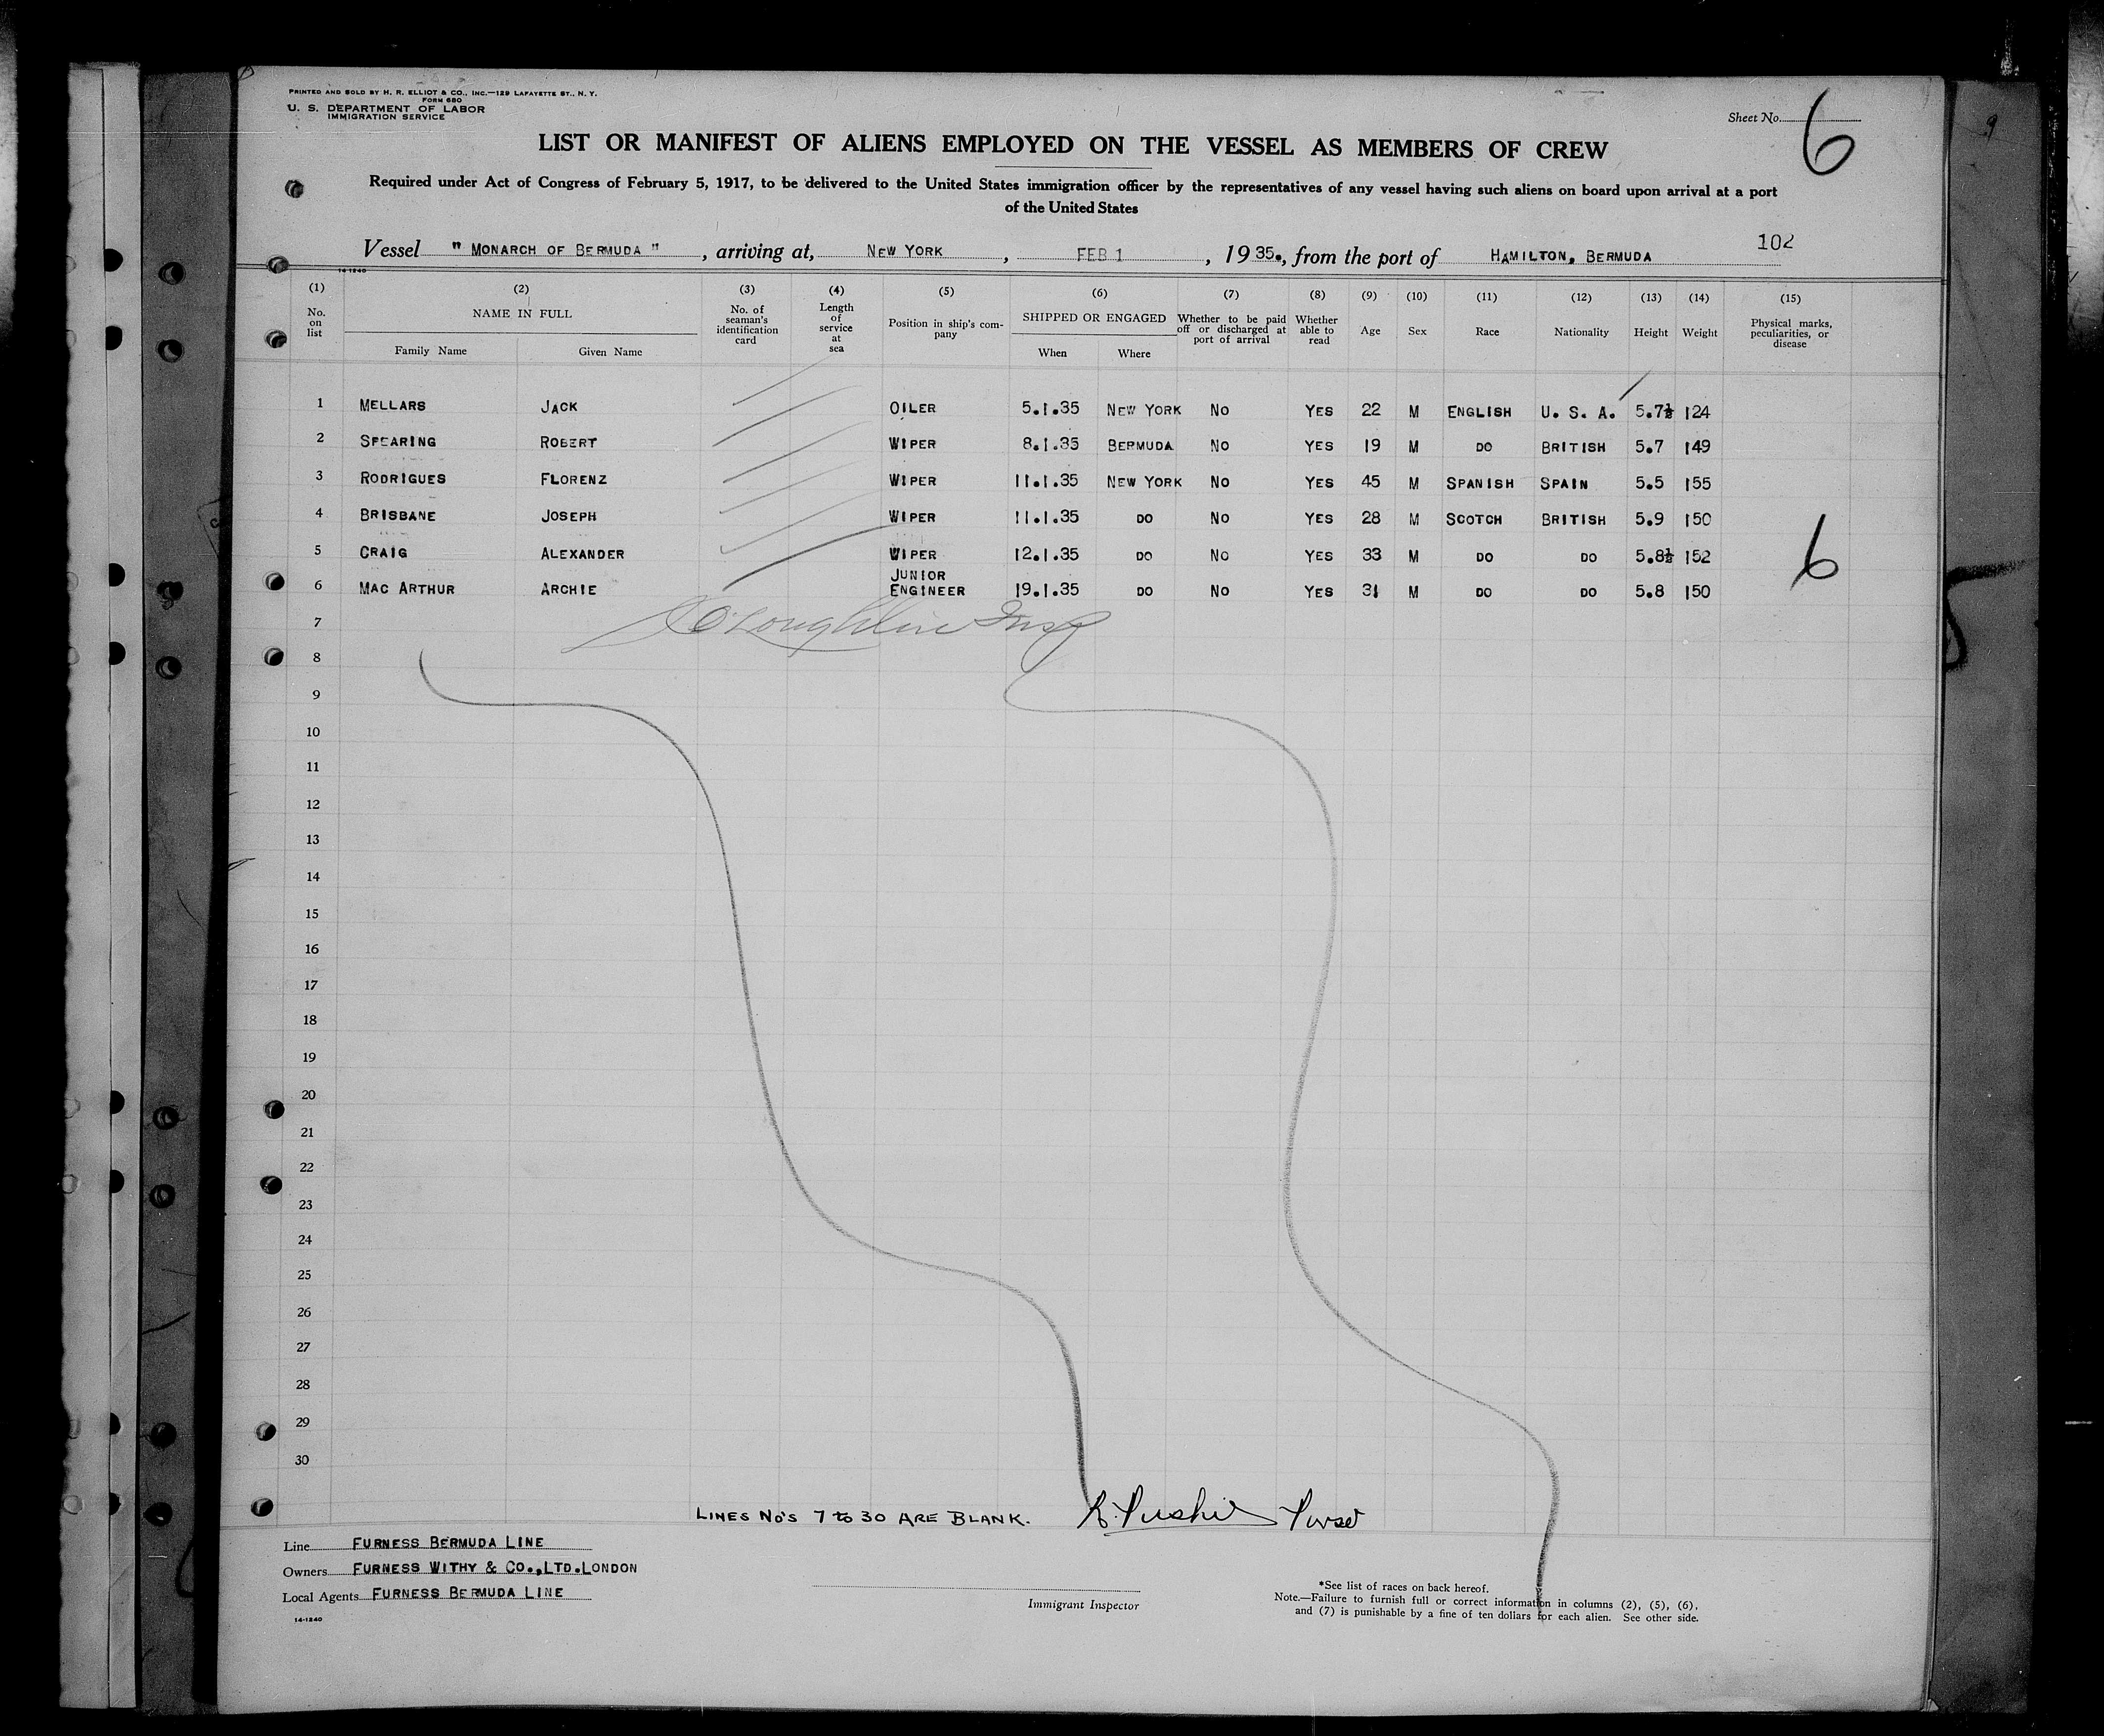 PRINTED AND SOLD BY H. R. ELLIOT & CO., INC.—129 LAFAYETTE ST., N. Y.
FORM 680
U. S. DEPARTMENT OF LABOR
IMMIGRATION SERVICE
Sheet No. 6
LIST OR MANIFEST OF ALIENS EMPLOYED ON THE VESSEL AS MEMBERS OF CREW
Required under Act of Congress of February 5, 1917, to be delivered to the United States immigration officer by the representatives of any vessel having such aliens on board upon arrival at a port
of the United States
102
Vessel " MONARCH OF BERMUDA " , arriving at, NEW YORK , FEB 1 , 19 35., from the port of HAMILTON, BERMUDA
14-1240
(1) (2) (3) (4) (5) (6) (7) (8) (9) (10) (11) (12) (13) (14) (15)
No. on list NAME IN FULL Family Name Given Name No. of seaman's identification card Length of service at sea Position in ship's company SHIPPED OR ENGAGED When Where Whether to be paid off or discharged at port of arrival Whether able to read Age Sex Race Nationality Height Weight Physical marks, peculiarities, or disease
1 MELLARS JACK OILER 5.1.35 NEW YORK NO YES 22 M ENGLISH U. S. A. 5.7½ 124
2 SPEARING ROBERT WIPER 8.1.35 BERMUDA NO YES 19 M DO BRITISH 5.7 149
3 RODRIGUES FLORENZ WIPER 11.1.35 NEW YORK NO YES 45 M SPANISH SPAIN 5.5 155
4 BRISBANE JOSEPH WIPER 11.1.35 DO NO YES 28 M SCOTCH BRITISH 5.9 150
5 CRAIG ALEXANDER WIPER 12.1.35 DO NO YES 33 M DO DO 5.8½ 152
6
6 MAC ARTHUR ARCHIE JUNIOR ENGINEER 19.1.35 DO NO YES 31 M DO DO 5.8 150
7 O'Loughlin Insp
8
9
10
11
12
13
14
15
16
17
18
19
20
21
22
23
24
25
26
27
28
29
30
LINES NO'S 7 TO 30 ARE BLANK. Purser
Line FURNESS BERMUDA LINE
Owners FURNESS WITHY & CO.,LTD.LONDON
Local Agents FURNESS BERMUDA LINE
14-1240
Immigrant Inspector
*See list of races on back hereof.
Note.—Failure to furnish full or correct information in columns (2), (5), (6),
and (7) is punishable by a fine of ten dollars for each alien. See other side.